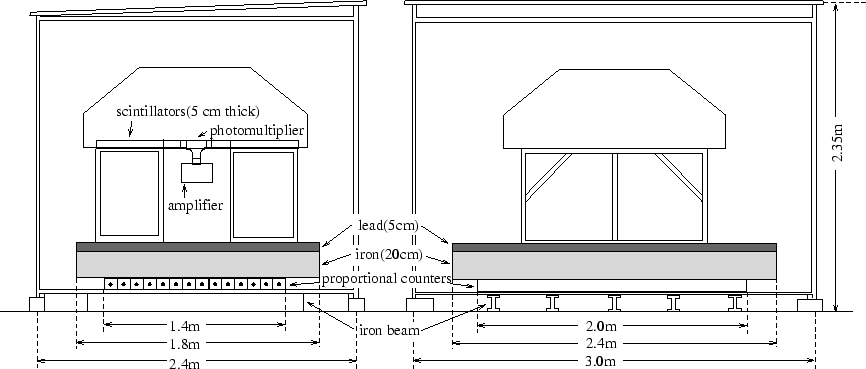 scintillators(5 cm thick)
photomultiplier
amplifier
lead(5cm)
iron(20cm)
proportional counters
iron beam
1.4m
1.8m
2.4m
2.0m
2.4m
3.0m
2.35m